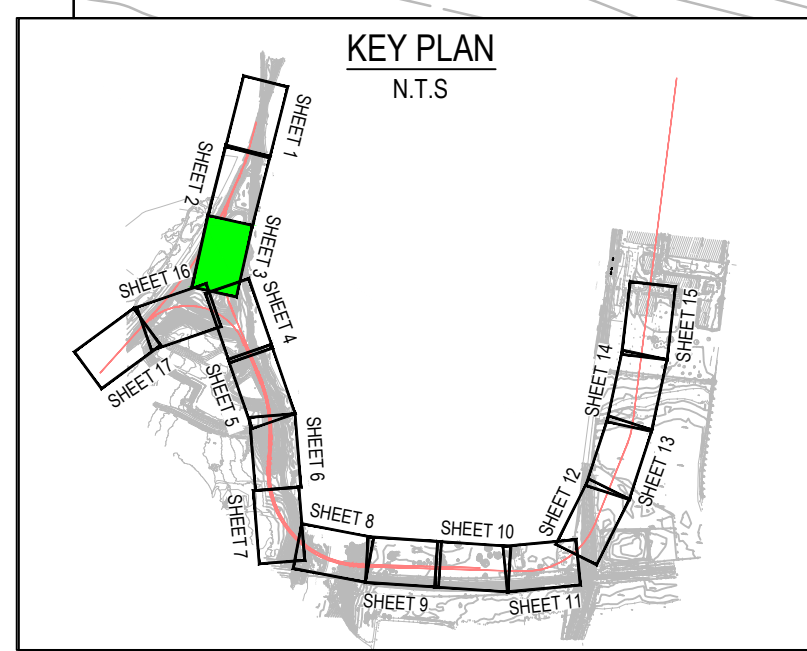 KEY PLAN
N.T.S
SHEET 1
SHEET 2
SHEET 3
SHEET 16
SHEET 4
SHEET 17
SHEET 5
SHEET 6
SHEET 7
SHEET 8
SHEET 9
SHEET 10
SHEET 11
SHEET 12
SHEET 13
SHEET 14
SHEET 15